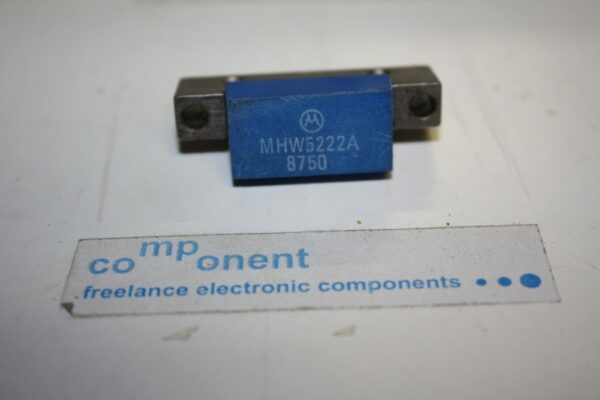 MHW5222A
8750
component
freelance electronic components